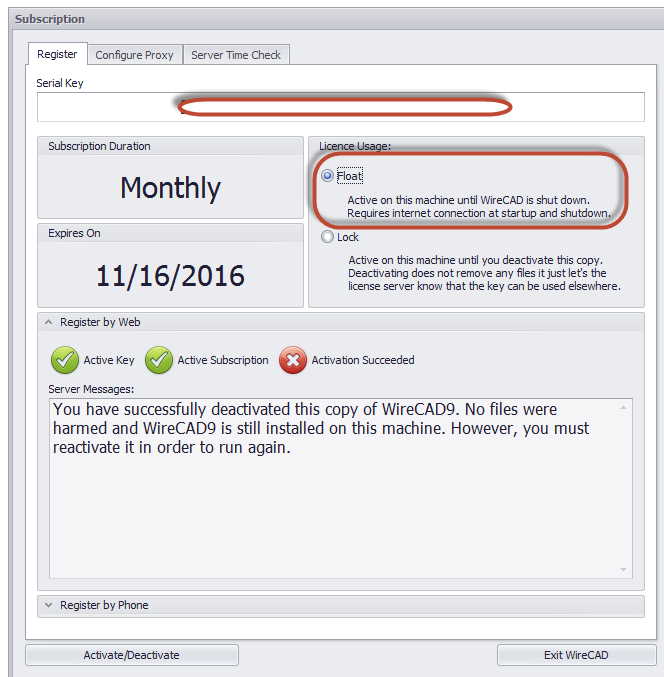 Subscription
Register
Configure Proxy
Server Time Check
Serial Key
Subscription Duration
Monthly
Expires On
11/16/2016
Licence Usage:
Float
Active on this machine until WireCAD is shut down.
Requires internet connection at startup and shutdown.
Lock
Active on this machine until you deactivate this copy.
Deactivating does not remove any files it just let's the
license server know that the key can be used elsewhere.
Register by Web
Active Key
Active Subscription
Activation Succeeded
Server Messages:
You have successfully deactivated this copy of WireCAD9. No files were
harmed and WireCAD9 is still installed on this machine. However, you must
reactivate it in order to run again.
Register by Phone
Activate/Deactivate
Exit WireCAD